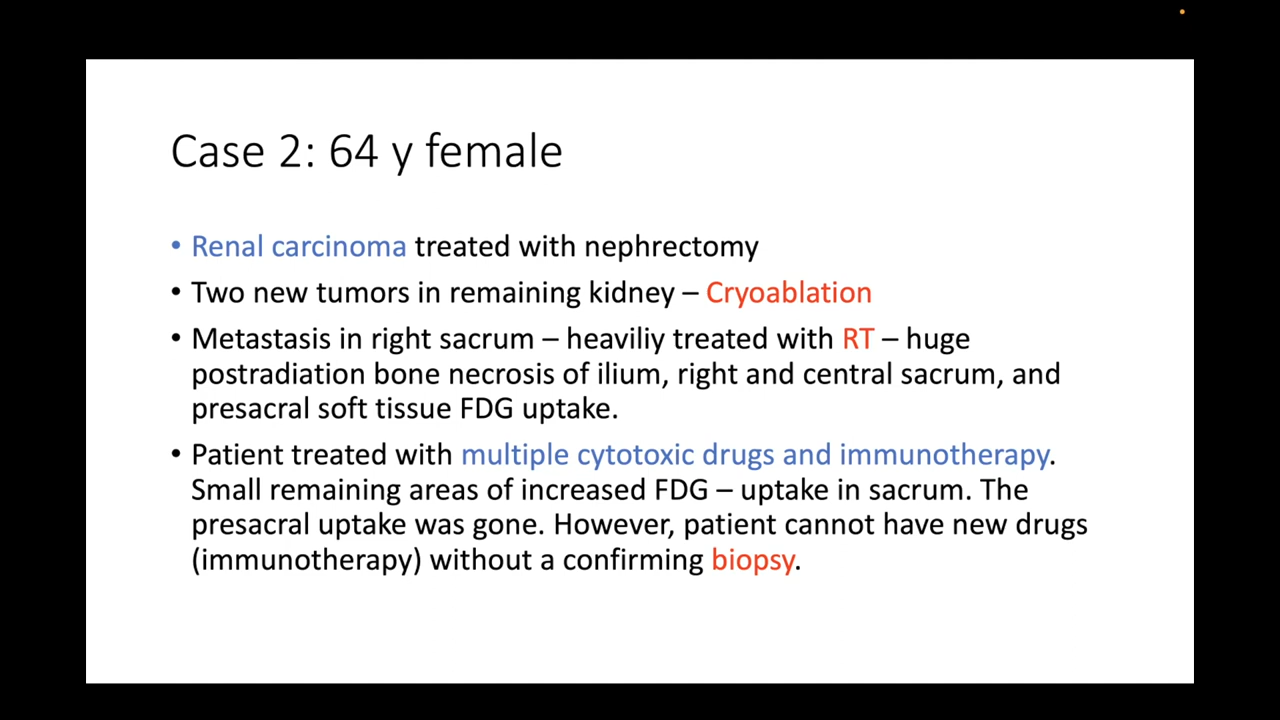 Case 2: 64 y female
• Renal carcinoma treated with nephrectomy
• Two new tumors in remaining kidney – Cryoablation
• Metastasis in right sacrum – heaviliy treated with RT – huge
postradiation bone necrosis of ilium, right and central sacrum, and
presacral soft tissue FDG uptake.
• Patient treated with multiple cytotoxic drugs and immunotherapy.
Small remaining areas of increased FDG – uptake in sacrum. The
presacral uptake was gone. However, patient cannot have new drugs
(immunotherapy) without a confirming biopsy.